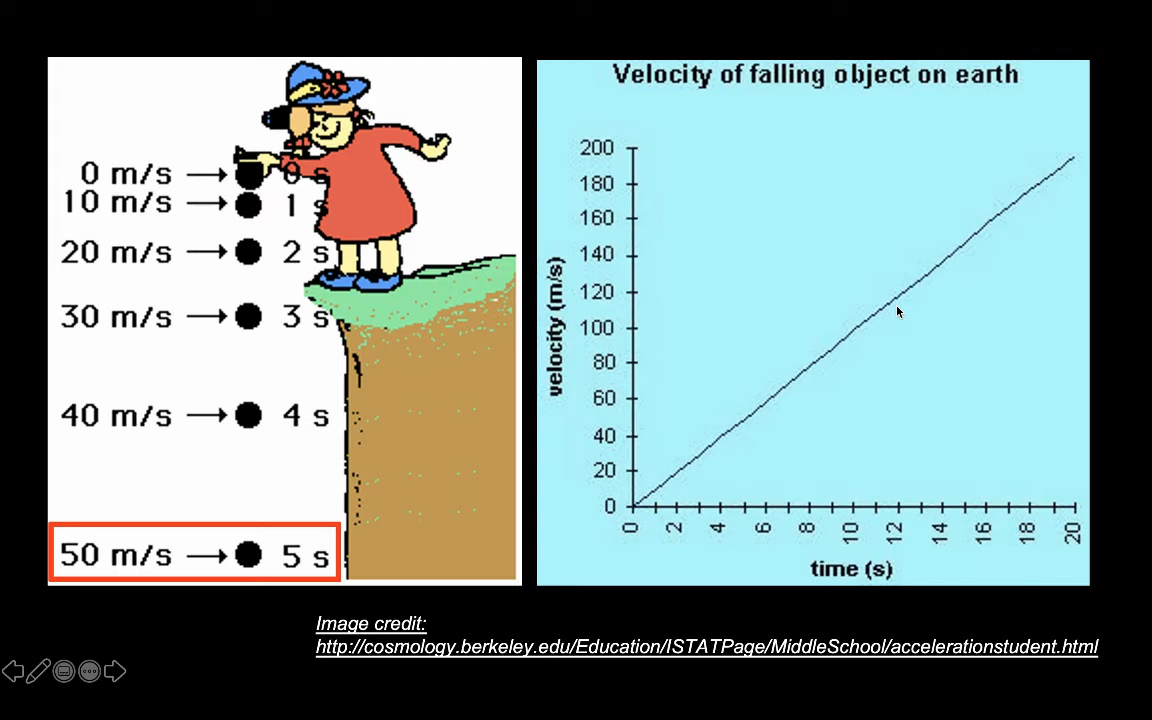 0 m/s → 0 s
10 m/s → 1 s
20 m/s → 2 s
30 m/s → 3 s
40 m/s → 4 s
50 m/s → 5 s
Velocity of falling object on earth
velocity (m/s)
200
180
160
140
120
100
80
60
40
20
0
0 2 4 6 8 10 12 14 16 18 20
time (s)
Image credit:
http://cosmology.berkeley.edu/Education/ISTATPage/MiddleSchool/accelerationstudent.html